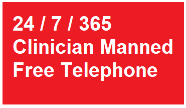 24 / 7 / 365
Clinician Manned
Free Telephone